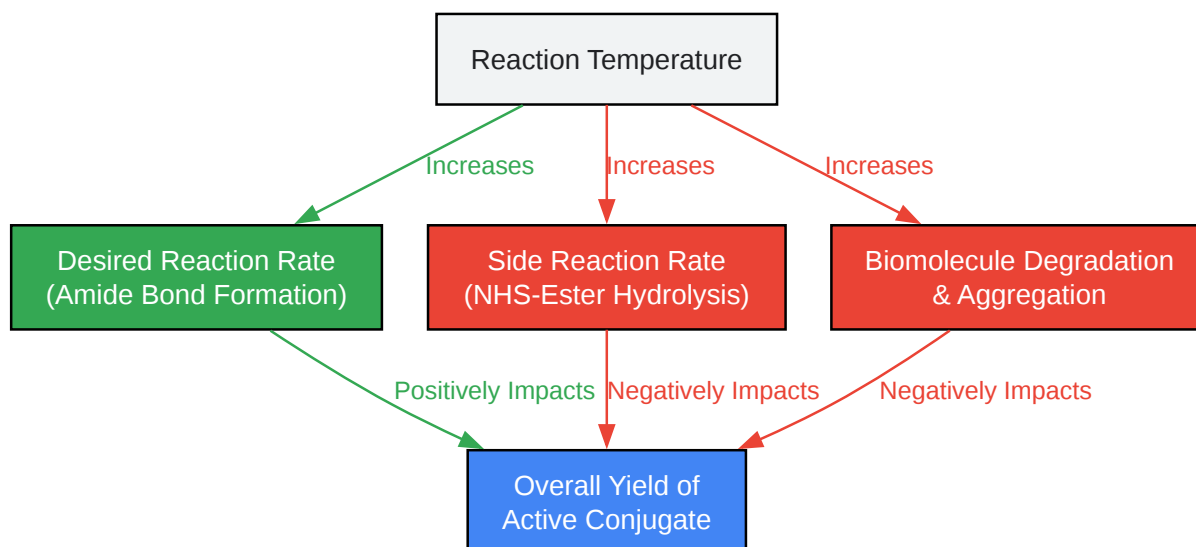 Reaction Temperature
Increases
Increases
Increases
Desired Reaction Rate
(Amide Bond Formation)
Side Reaction Rate
(NHS-Ester Hydrolysis)
Biomolecule Degradation
& Aggregation
Positively Impacts
Negatively Impacts
Negatively Impacts
Overall Yield of
Active Conjugate